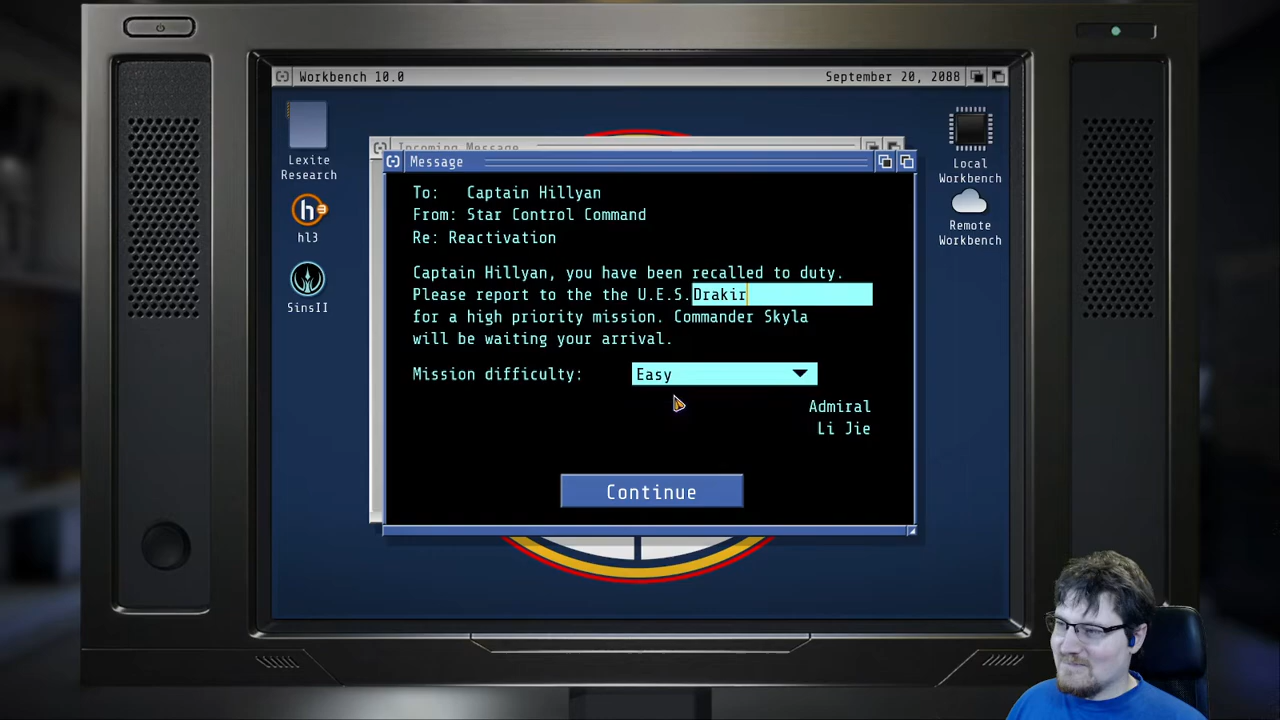 Workbench 10.0
September 20, 2088
Lexite
Research
hl3
SinsII
Local
Workbench
Remote
Workbench
Incoming Message
Message
To: Captain Hillyan
From: Star Control Command
Re: Reactivation
Captain Hillyan, you have been recalled to duty.
Please report to the the U.E.S.Drakir
for a high priority mission. Commander Skyla
will be waiting your arrival.
Mission difficulty: Easy
Admiral
Li Jie
Continue